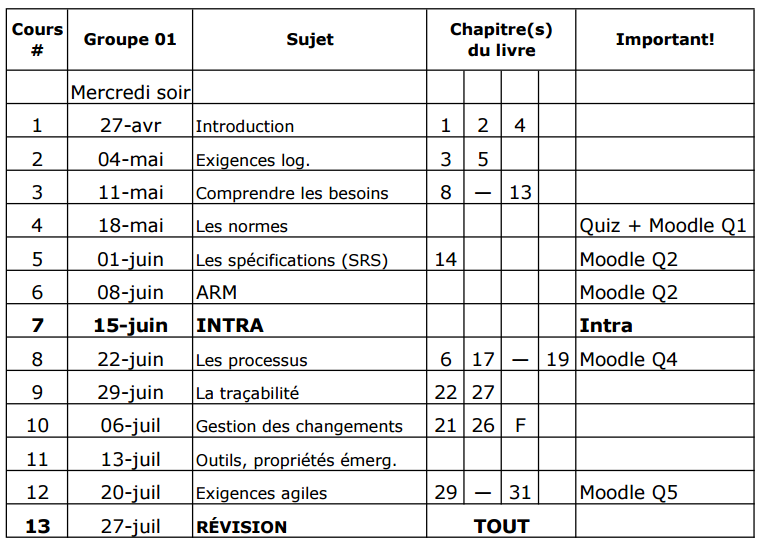 Cours # Groupe 01 Sujet Chapitre(s) du livre Important!
Mercredi soir
1 27-avr Introduction 1 2 4
2 04-mai Exigences log. 3 5
3 11-mai Comprendre les besoins 8 — 13
4 18-mai Les normes Quiz + Moodle Q1
5 01-juin Les spécifications (SRS) 14 Moodle Q2
6 08-juin ARM Moodle Q2
7 15-juin INTRA Intra
8 22-juin Les processus 6 17 — 19 Moodle Q4
9 29-juin La traçabilité 22 27
10 06-juil Gestion des changements 21 26 F
11 13-juil Outils, propriétés émerg.
12 20-juil Exigences agiles 29 — 31 Moodle Q5
13 27-juil RÉVISION TOUT